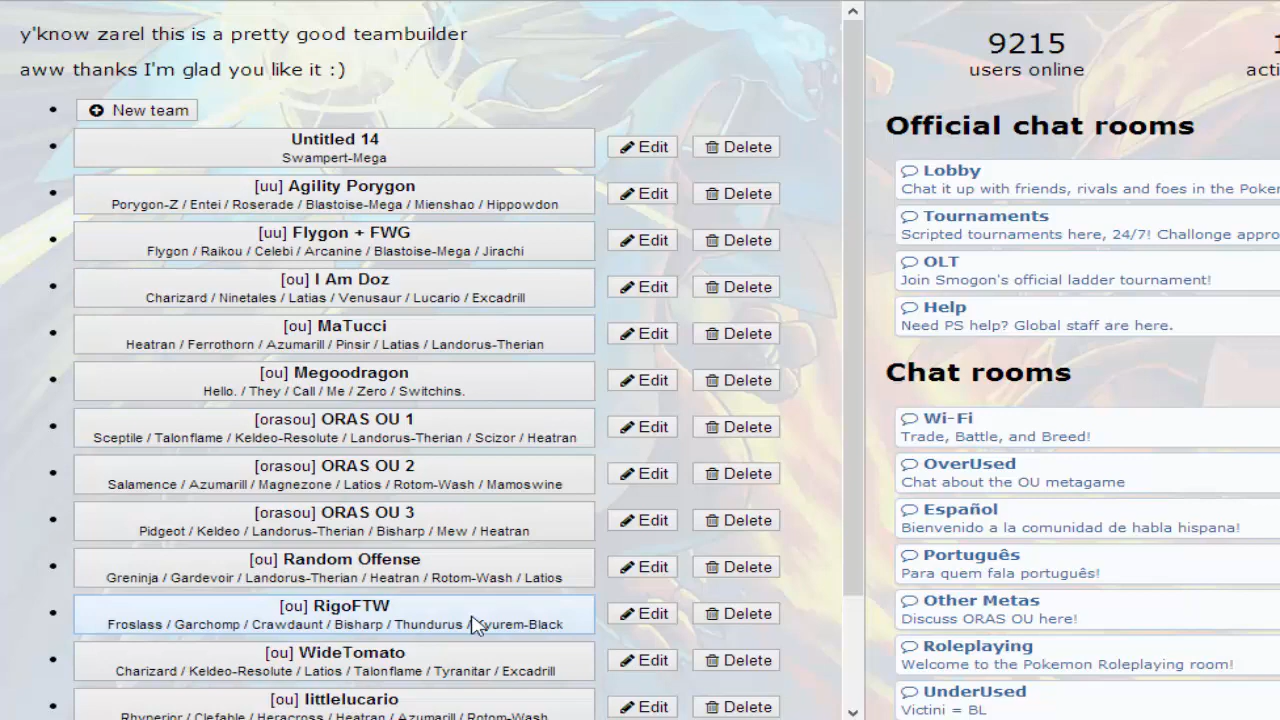 y'know zarel this is a pretty good teambuilder
aww thanks I'm glad you like it :)
New team
Untitled 14
Swampert-Mega
Edit Delete
[uu] Agility Porygon
Porygon-Z / Entei / Roserade / Blastoise-Mega / Mienshao / Hippowdon
Edit Delete
[uu] Flygon + FWG
Flygon / Raikou / Celebi / Arcanine / Blastoise-Mega / Jirachi
Edit Delete
[ou] I Am Doz
Charizard / Ninetales / Latias / Venusaur / Lucario / Excadrill
Edit Delete
[ou] MaTucci
Heatran / Ferrothorn / Azumarill / Pinsir / Latias / Landorus-Therian
Edit Delete
[ou] Megoodragon
Hello. / They / Call / Me / Zero / Switchins.
Edit Delete
[orasou] ORAS OU 1
Sceptile / Talonflame / Keldeo-Resolute / Landorus-Therian / Scizor / Heatran
Edit Delete
[orasou] ORAS OU 2
Salamence / Azumarill / Magnezone / Latios / Rotom-Wash / Mamoswine
Edit Delete
[orasou] ORAS OU 3
Pidgeot / Keldeo / Landorus-Therian / Bisharp / Mew / Heatran
Edit Delete
[ou] Random Offense
Greninja / Gardevoir / Landorus-Therian / Heatran / Rotom-Wash / Latios
Edit Delete
[ou] RigoFTW
Froslass / Garchomp / Crawdaunt / Bisharp / Thundurus / Kyurem-Black
Edit Delete
[ou] WideTomato
Charizard / Keldeo-Resolute / Latios / Talonflame / Tyranitar / Excadrill
Edit Delete
[ou] littlelucario
Rhyperior / Clefable / Heracross / Heatran / Azumarill / Rotom-Wash
Edit Delete
9215
users online
acti
Official chat rooms
Lobby
Chat it up with friends, rivals and foes in the Poker
Tournaments
Scripted tournaments here, 24/7! Challonge appro
OLT
Join Smogon's official ladder tournament!
Help
Need PS help? Global staff are here.
Chat rooms
Wi-Fi
Trade, Battle, and Breed!
OverUsed
Chat about the OU metagame
Español
Bienvenido a la comunidad de habla hispana!
Português
Para quem fala português!
Other Metas
Discuss ORAS OU here!
Roleplaying
Welcome to the Pokemon Roleplaying room!
UnderUsed
Victini = BL